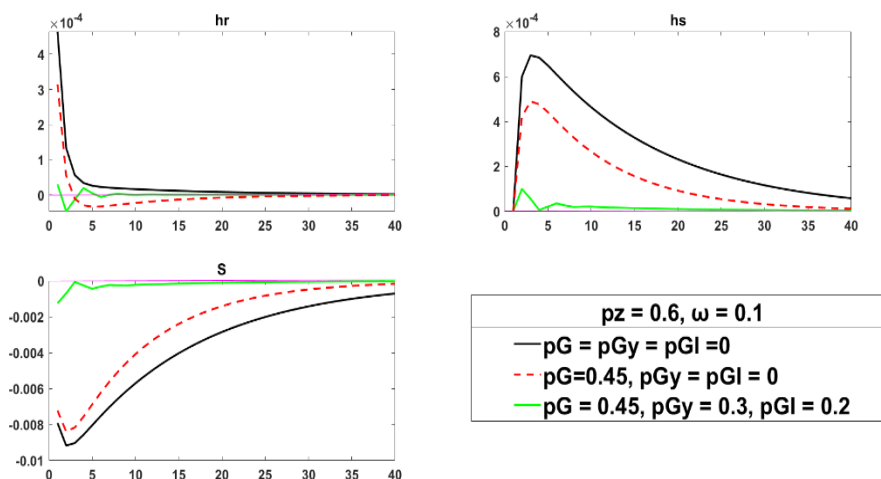 ×10⁻⁴
hr
4
3
2
1
0
0 5 10 15 20 25 30 35 40
×10⁻⁴
hs
8
6
4
2
0
0 5 10 15 20 25 30 35 40
S
0
-0.002
-0.004
-0.006
-0.008
-0.01
0 5 10 15 20 25 30 35 40
pz = 0.6, ω = 0.1
pG = pGy = pGl =0
pG=0.45, pGy = pGl = 0
pG = 0.45, pGy = 0.3, pGl = 0.2